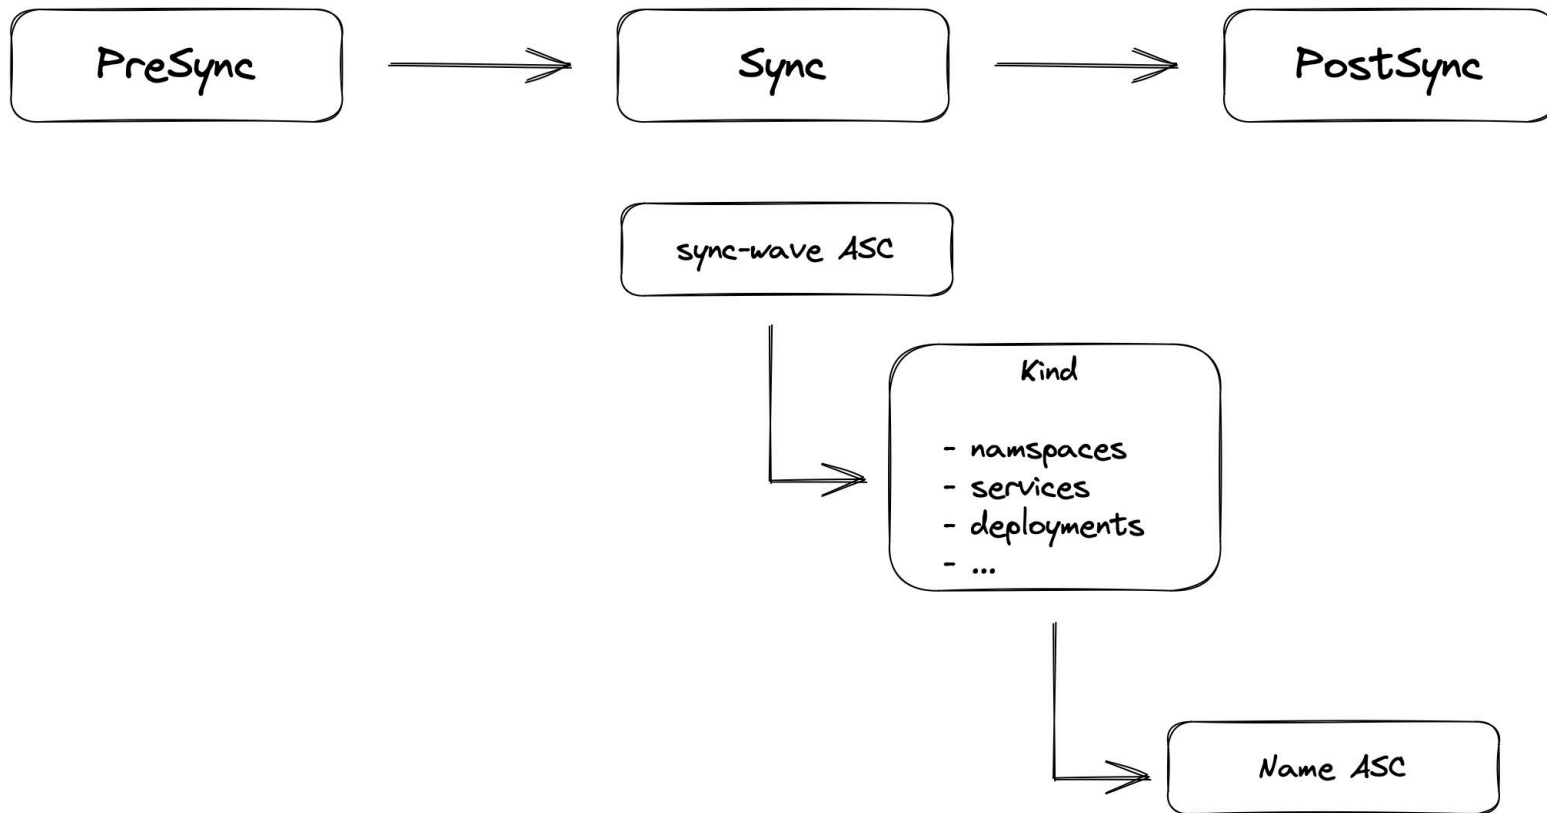 PreSync
Sync
PostSync
sync-wave ASC
Kind
- namspaces
- services
- deployments
- ...
Name ASC